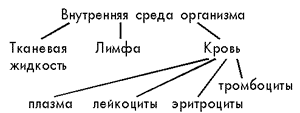 Внутренняя среда организма
Тканевая жидкость
Лимфа
Кровь
плазма
лейкоциты
эритроциты
тромбоциты